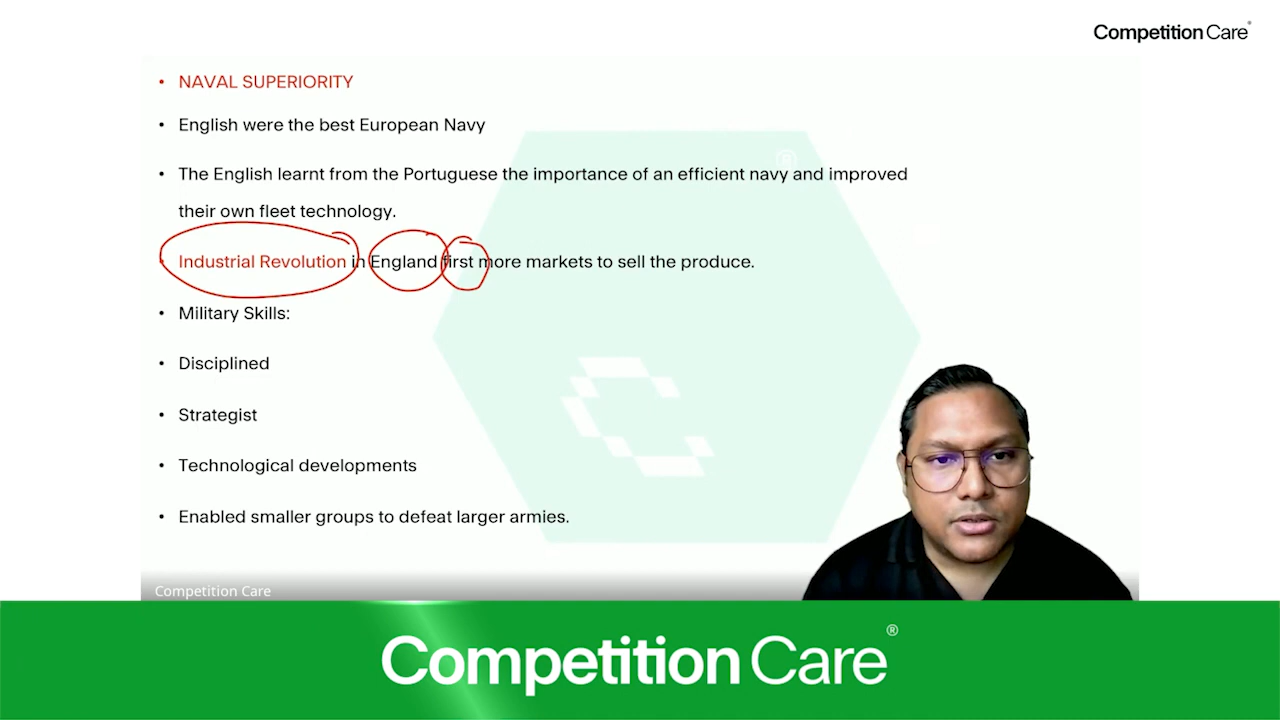 Competition Care®
• NAVAL SUPERIORITY
• English were the best European Navy
• The English learnt from the Portuguese the importance of an efficient navy and improved
their own fleet technology.
• Industrial Revolution in England first more markets to sell the produce.
• Military Skills:
• Disciplined
• Strategist
• Technological developments
• Enabled smaller groups to defeat larger armies.
Competition Care
Competition Care®